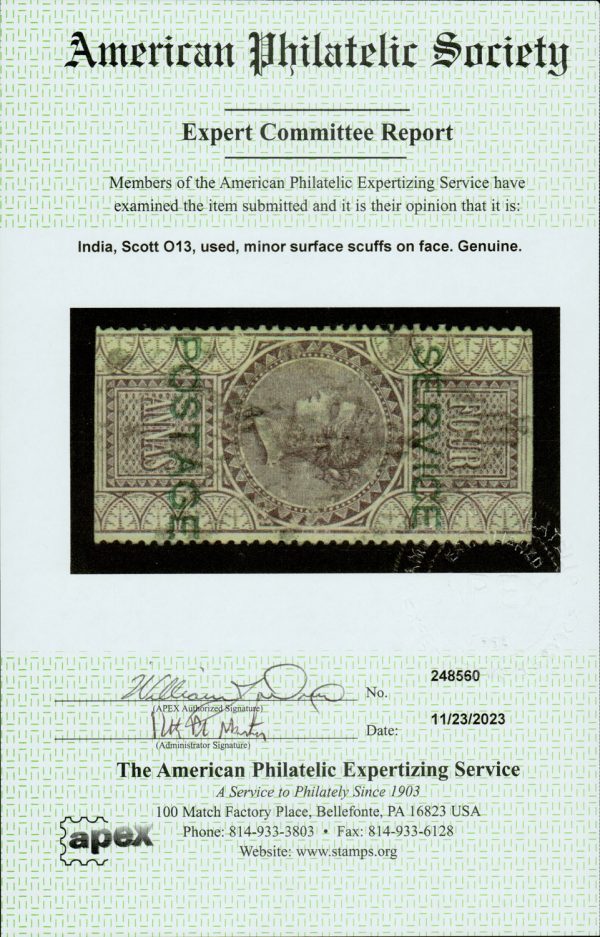 American Philatelic Society
Expert Committee Report
Members of the American Philatelic Expertizing Service have
examined the item submitted and it is their opinion that it is:
India, Scott O13, used, minor surface scuffs on face. Genuine.
POSTAGE
SERVICE
FOUR
ANNAS
No.
248560
(APEX Authorized Signature)
Date:
11/23/2023
(Administrator Signature)
The American Philatelic Expertizing Service
A Service to Philately Since 1903
100 Match Factory Place, Bellefonte, PA 16823 USA
Phone: 814-933-3803 • Fax: 814-933-6128
Website: www.stamps.org
apex